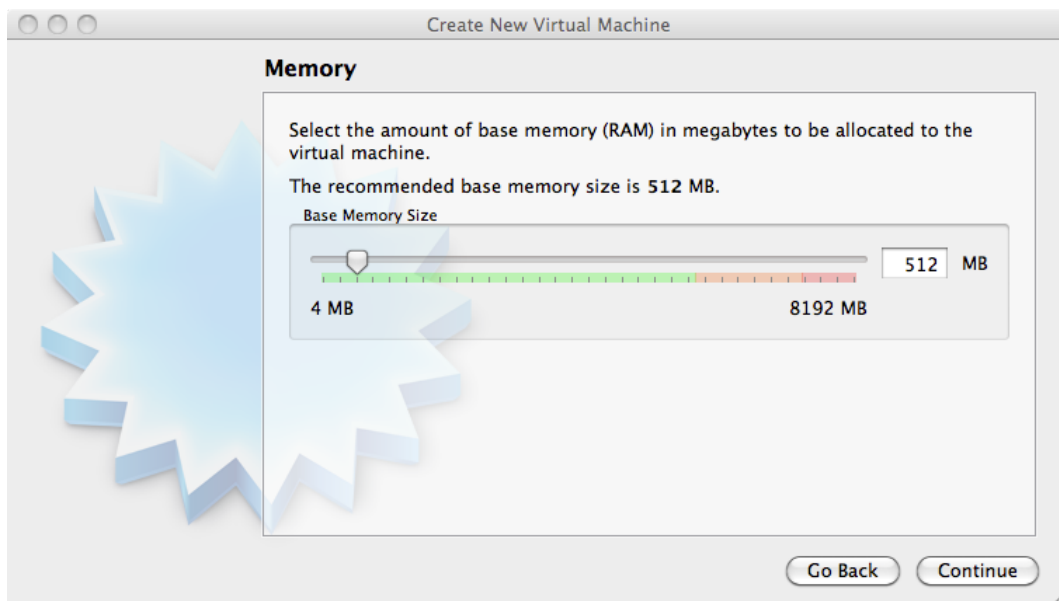 Create New Virtual Machine
Memory
Select the amount of base memory (RAM) in megabytes to be allocated to the
virtual machine.
The recommended base memory size is 512 MB.
Base Memory Size
512 MB
4 MB 8192 MB
Go Back Continue